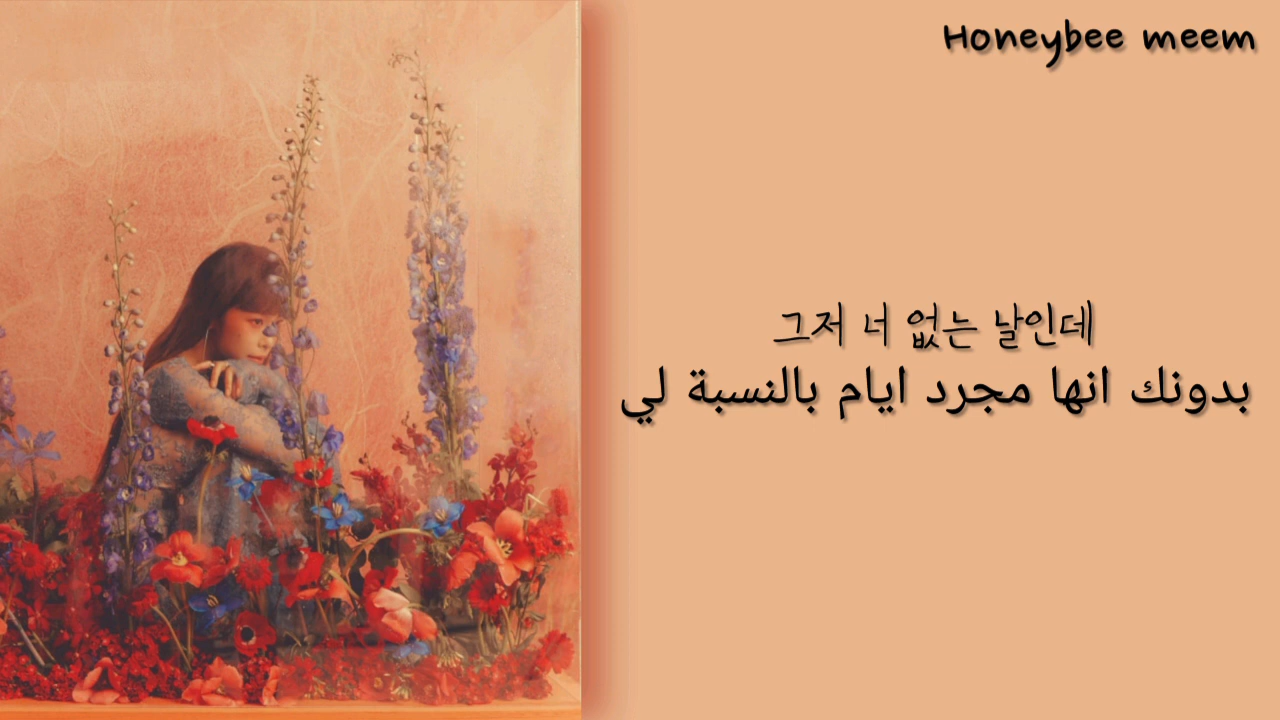 Honeybee meem
그저 너 없는 날인데
بدونك انها مجرد ايام بالنسبة لي